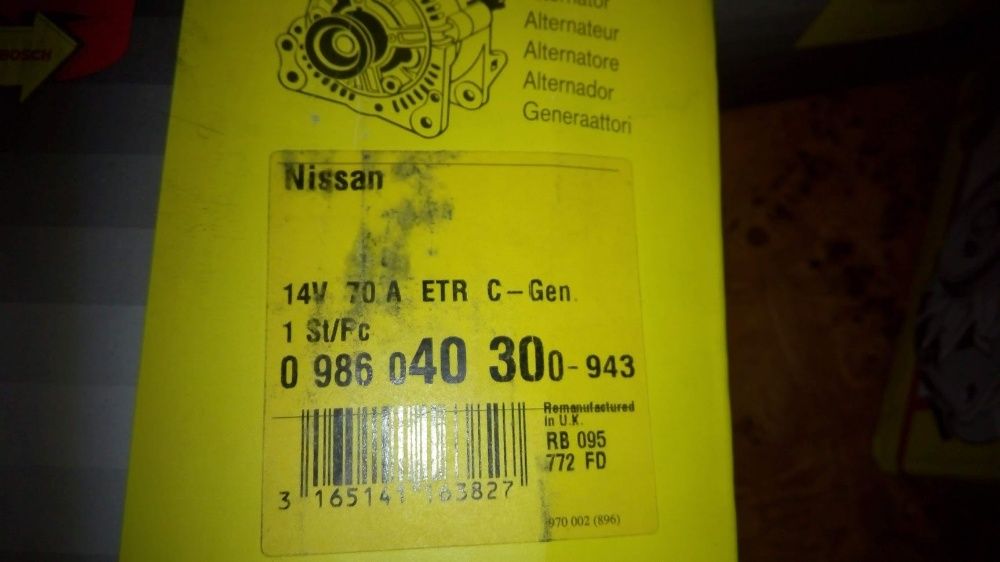 BOSCH
Alternateur
Alternatore
Alternador
Generaattori
Nissan
14V 70 A ETR C-Gen.
1 St/Pc
0 986 040 300-943
Remanufactured
in U.K.
RB 095
772 FD
3 165141 163827
970 002 (896)